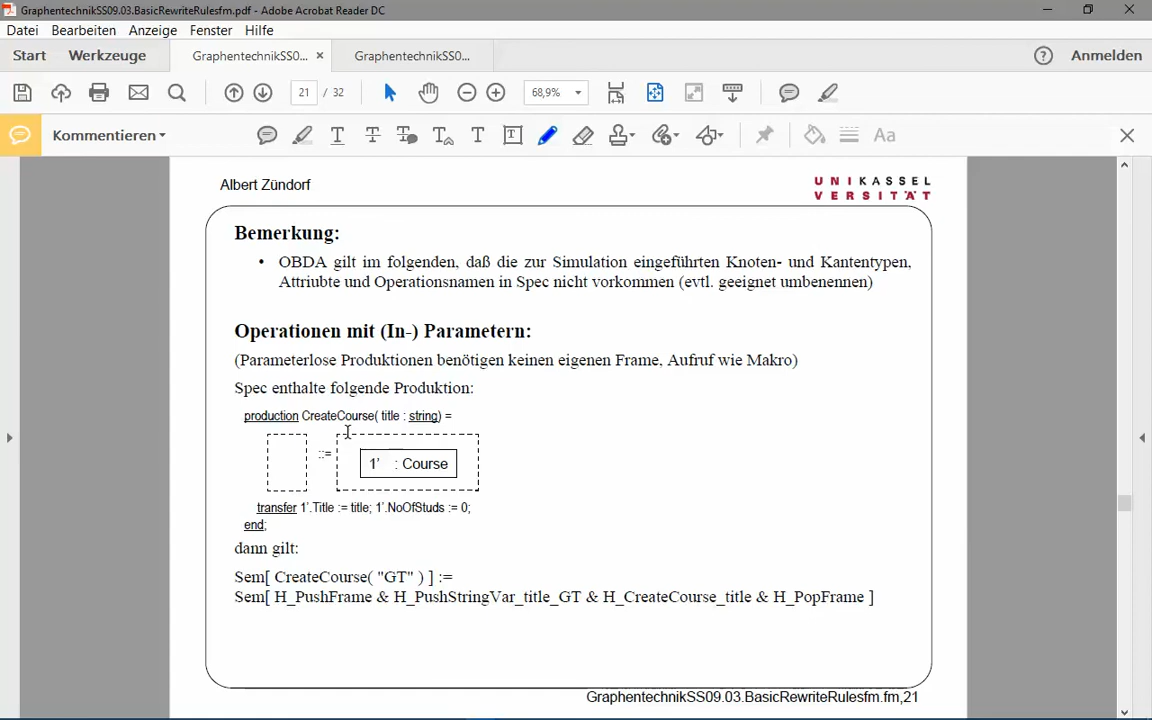 GraphentechnikSS09.03.BasicRewriteRulesfm.pdf - Adobe Acrobat Reader DC
Datei Bearbeiten Anzeige Fenster Hilfe
Start Werkzeuge GraphentechnikSS0... × GraphentechnikSS0... ? Anmelden
21 / 32 68,9%
Kommentieren T T T T T T Aa
Albert Zündorf
UNIKASSEL
VERSITÄT
Bemerkung:
• OBDA gilt im folgenden, daß die zur Simulation eingeführten Knoten- und Kantentypen,
Attriubte und Operationsnamen in Spec nicht vorkommen (evtl. geeignet umbenennen)
Operationen mit (In-) Parametern:
(Parameterlose Produktionen benötigen keinen eigenen Frame, Aufruf wie Makro)
Spec enthalte folgende Produktion:
production CreateCourse( title : string) =
::=
1' : Course
transfer 1'.Title := title; 1'.NoOfStuds := 0;
end;
dann gilt:
Sem[ CreateCourse( "GT" ) ] :=
Sem[ H_PushFrame & H_PushStringVar_title_GT & H_CreateCourse_title & H_PopFrame ]
GraphentechnikSS09.03.BasicRewriteRulesfm.fm,21